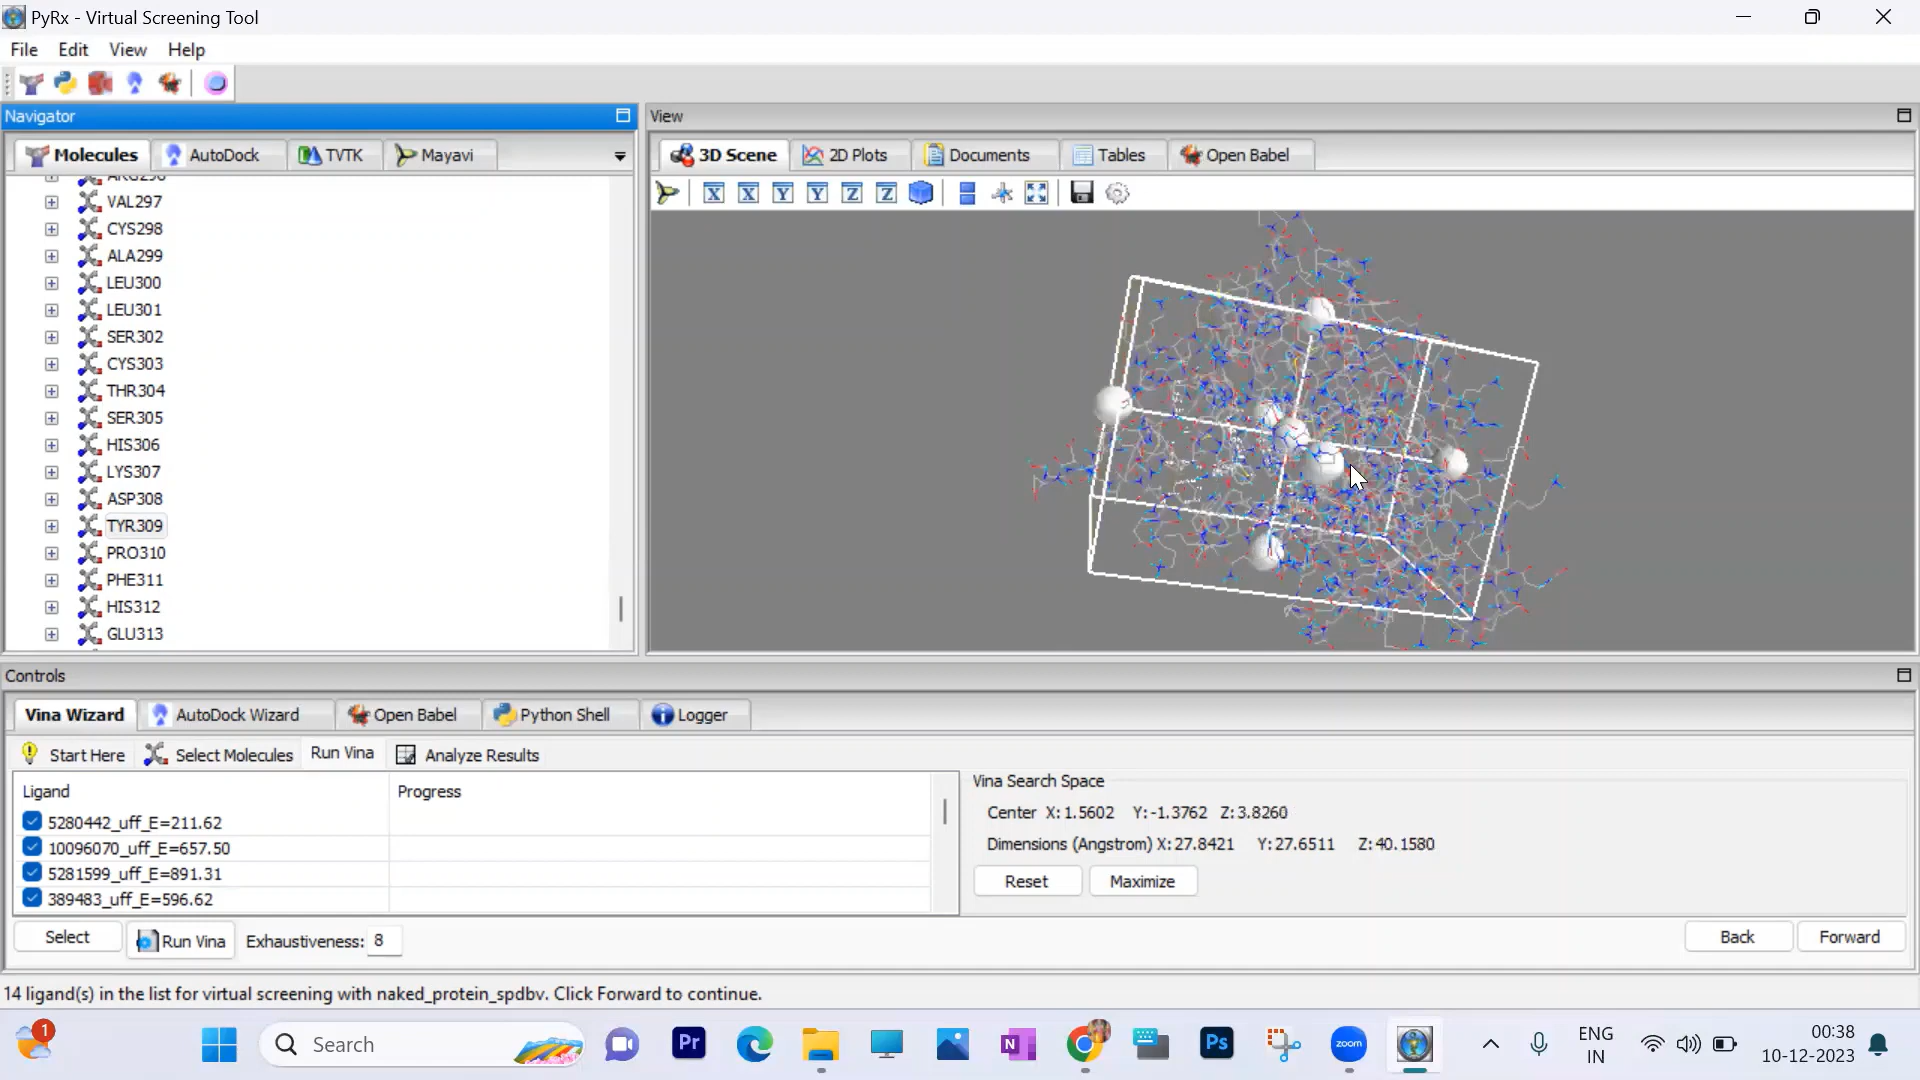 PyRx - Virtual Screening Tool
File Edit View Help
Navigator
View
Molecules AutoDock TVTK Mayavi
3D Scene 2D Plots Documents Tables Open Babel
X X Y Y Z Z
VAL297
CYS298
ALA299
LEU300
LEU301
SER302
CYS303
THR304
SER305
HIS306
LYS307
ASP308
TYR309
PRO310
PHE311
HIS312
GLU313
Controls
Vina Wizard AutoDock Wizard Open Babel Python Shell Logger
Start Here Select Molecules Run Vina Analyze Results
Ligand Progress
5280442_uff_E=211.62
10096070_uff_E=657.50
5281599_uff_E=891.31
389483_uff_E=596.62
Vina Search Space
Center X: 1.5602 Y:-1.3762 Z: 3.8260
Dimensions (Angstrom) X: 27.8421 Y: 27.6511 Z: 40.1580
Reset Maximize
Select Run Vina Exhaustiveness: 8
Back Forward
14 ligand(s) in the list for virtual screening with naked_protein_spdbv. Click Forward to continue.
1
Search
Pr
N
Ps
zoom
ENG
IN
00:38
10-12-2023